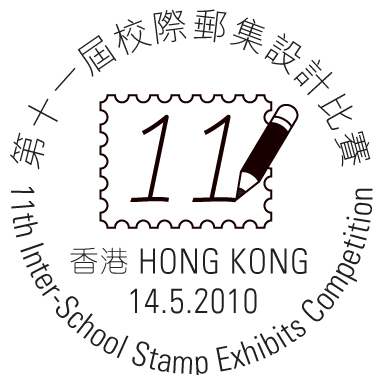 第十一屆校際郵集設計比賽
11
香港 HONG KONG
14.5.2010
11th Inter-School Stamp Exhibits Competition